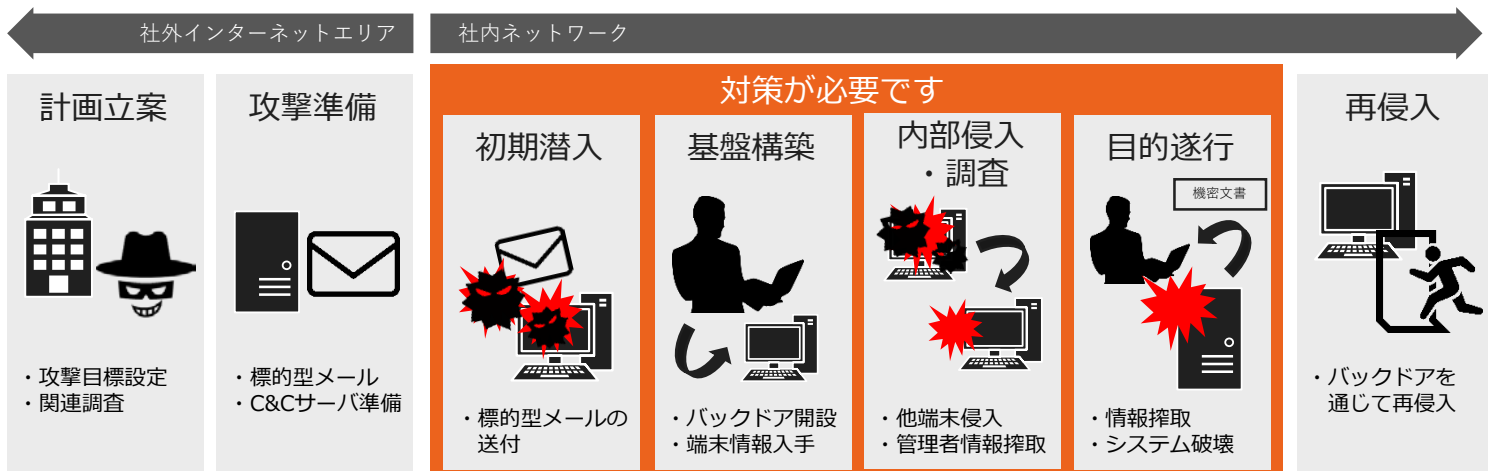 社外インターネットエリア
社内ネットワーク
計画立案
・攻撃目標設定
・関連調査
攻撃準備
・標的型メール
・C&Cサーバ準備
対策が必要です
初期潜入
・標的型メールの
送付
基盤構築
・バックドア開設
・端末情報入手
内部侵入
・調査
・他端末侵入
・管理者情報搾取
目的遂行
機密文書
・情報搾取
・システム破壊
再侵入
・バックドアを
通じて再侵入